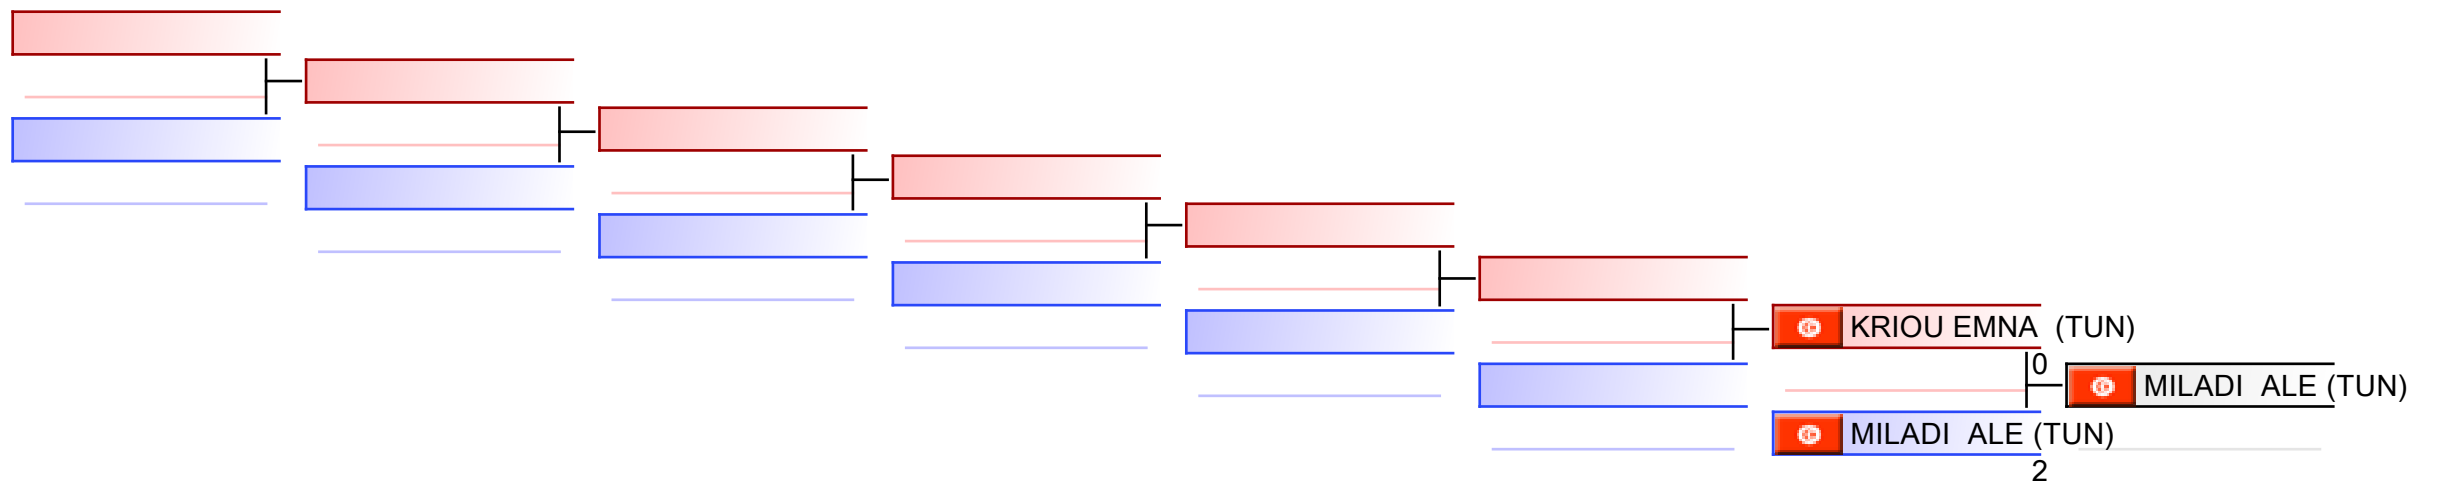 KRIOU EMNA (TUN)
0
MILADI ALE (TUN)
MILADI ALE (TUN)
2